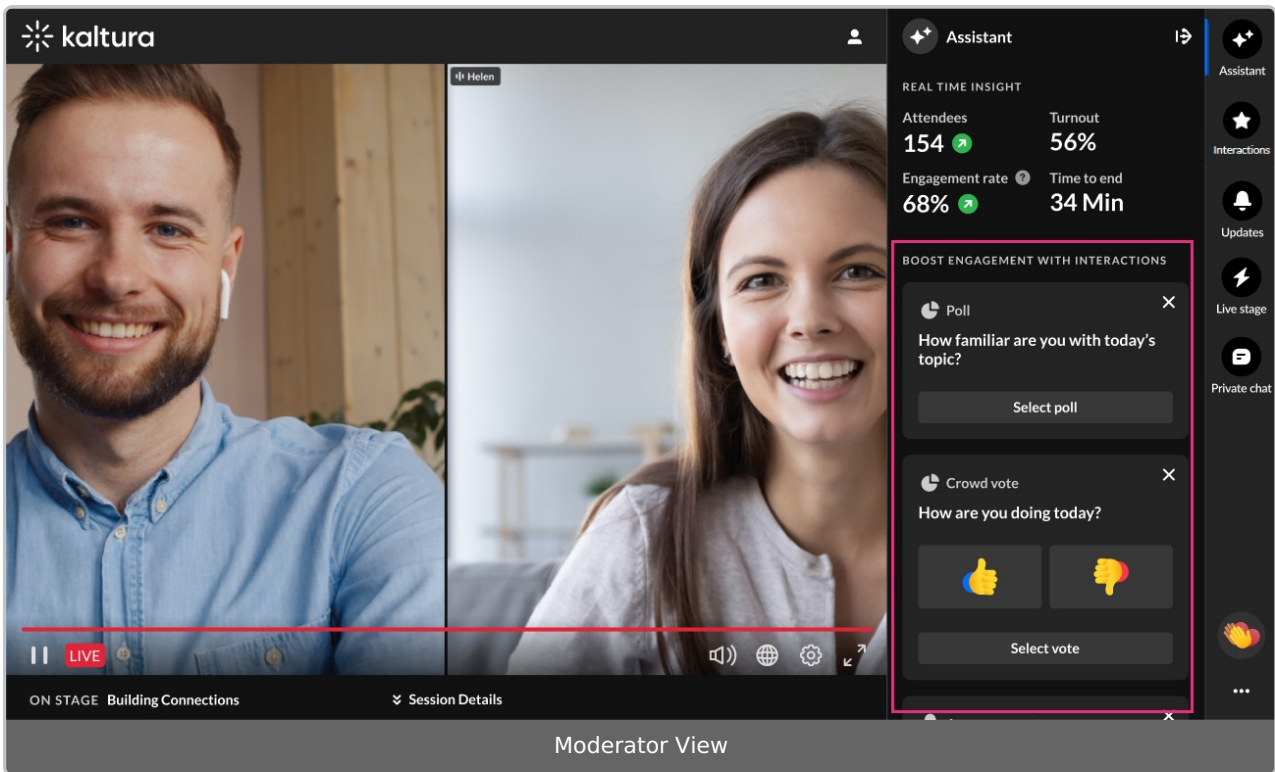 kaltura
Helen
LIVE
ON STAGE Building Connections
Session Details
Assistant
REAL TIME INSIGHT
Attendees
Turnout
154
56%
Engagement rate ?
Time to end
68%
34 Min
BOOST ENGAGEMENT WITH INTERACTIONS
Poll
How familiar are you with today's
topic?
Select poll
Crowd vote
How are you doing today?
Select vote
Assistant
Interactions
Updates
Live stage
Private chat
Moderator View